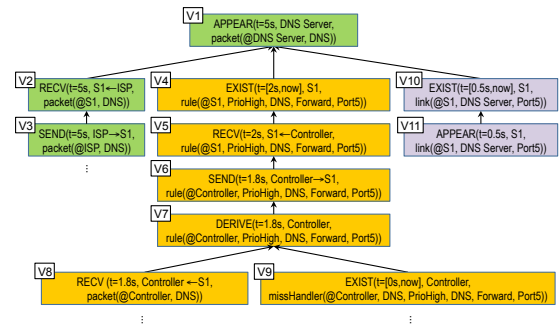 V1
APPEAR(t=5s, DNS Server,
packet(@DNS Server, DNS))
V2
RECV(t=5s, S1←ISP,
packet(@S1, DNS))
V4
EXIST(t=[2s,now], S1,
rule(@S1, PrioHigh, DNS, Forward, Port5))
V10
EXIST(t=[0.5s,now], S1,
link(@S1, DNS Server, Port5))
V3
SEND(t=5s, ISP→S1,
packet(@ISP, DNS))
⋮
V5
RECV(t=2s, S1←Controller,
rule(@S1, PrioHigh, DNS, Forward, Port5))
V11
APPEAR(t=0.5s, S1,
link(@S1, DNS Server, Port5))
V6
SEND(t=1.8s, Controller→S1,
rule(@Controller, PrioHigh, DNS, Forward, Port5))
V7
DERIVE(t=1.8s, Controller,
rule(@Controller, PrioHigh, DNS, Forward, Port5))
V8
RECV (t=1.8s, Controller ←S1,
packet(@Controller, DNS))
⋮
V9
EXIST(t=[0s,now], Controller,
missHandler(@Controller, DNS, PrioHigh, DNS, Forward, Port5))
⋮